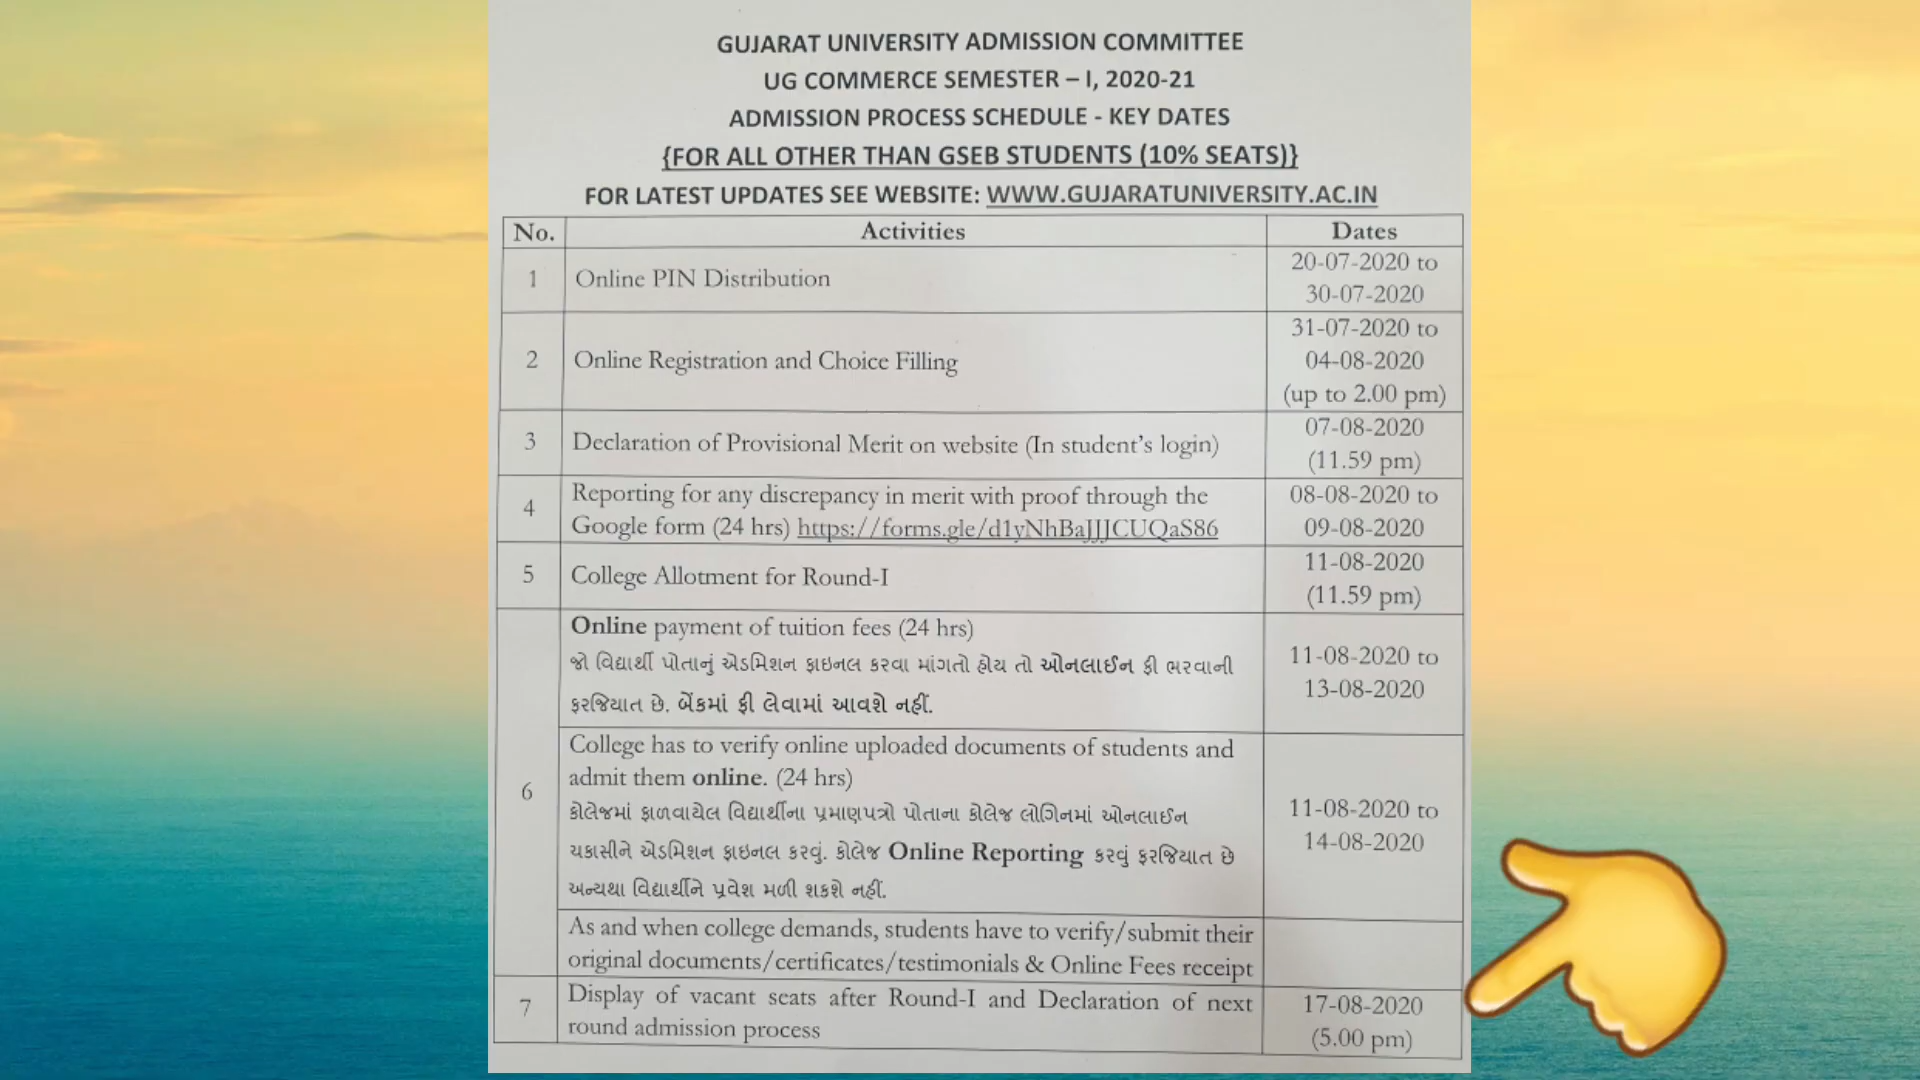 GUJARAT UNIVERSITY ADMISSION COMMITTEE
UG COMMERCE SEMESTER – I, 2020-21
ADMISSION PROCESS SCHEDULE - KEY DATES
{FOR ALL OTHER THAN GSEB STUDENTS (10% SEATS)}
FOR LATEST UPDATES SEE WEBSITE: WWW.GUJARATUNIVERSITY.AC.IN
No. Activities Dates
1 Online PIN Distribution 20-07-2020 to
30-07-2020
2 Online Registration and Choice Filling 31-07-2020 to
04-08-2020
(up to 2.00 pm)
3 Declaration of Provisional Merit on website (In student's login) 07-08-2020
(11.59 pm)
4 Reporting for any discrepancy in merit with proof through the 08-08-2020 to
Google form (24 hrs) https://forms.gle/d1yNhBaJJJCUQaS86 09-08-2020
5 College Allotment for Round-I 11-08-2020
(11.59 pm)
6 Online payment of tuition fees (24 hrs)
જો વિદ્યાર્થી પોતાનું એડમિશન ફાઇનલ કરવા માંગતો હોય તો ઓનલાઈન ફી ભરવાની 11-08-2020 to
ફરજિયાત છે. બેંકમાં ફી લેવામાં આવશે નહીં. 13-08-2020
College has to verify online uploaded documents of students and
admit them online. (24 hrs)
કોલેજમાં ફાળવાયેલ વિદ્યાર્થીના પ્રમાણપત્રો પોતાના કોલેજ લોગિનમાં ઓનલાઈન 11-08-2020 to
ચકાસીને એડમિશન ફાઇનલ કરવું. કોલેજ Online Reporting કરવું ફરજિયાત છે 14-08-2020
અન્યથા વિદ્યાર્થીને પ્રવેશ મળી શકશે નહીં.
As and when college demands, students have to verify/submit their
original documents/certificates/testimonials & Online Fees receipt
7 Display of vacant seats after Round-I and Declaration of next 17-08-2020
round admission process (5.00 pm)